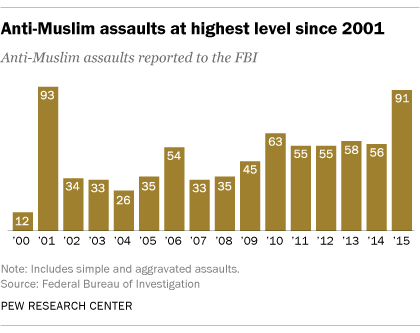 Anti-Muslim assaults at highest level since 2001
Anti-Muslim assaults reported to the FBI
12 93 34 33 26 35 54 33 35 45 63 55 55 58 56 91
'00 '01 '02 '03 '04 '05 '06 '07 '08 '09 '10 '11 '12 '13 '14 '15
Note: Includes simple and aggravated assaults.
Source: Federal Bureau of Investigation
PEW RESEARCH CENTER